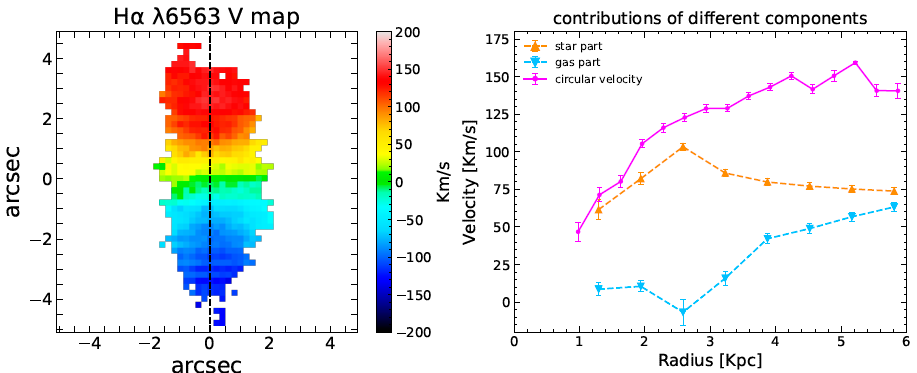 Hα λ6563 V map
arcsec
4
2
0
−2
−4
−4 −2 0 2 4
arcsec
200
150
100
50
0
−50
−100
−150
−200
Km/s
contributions of different components
star part
gas part
circular velocity
Velocity [Km/s]
175
150
125
100
75
50
25
0
0 1 2 3 4 5 6
Radius [Kpc]